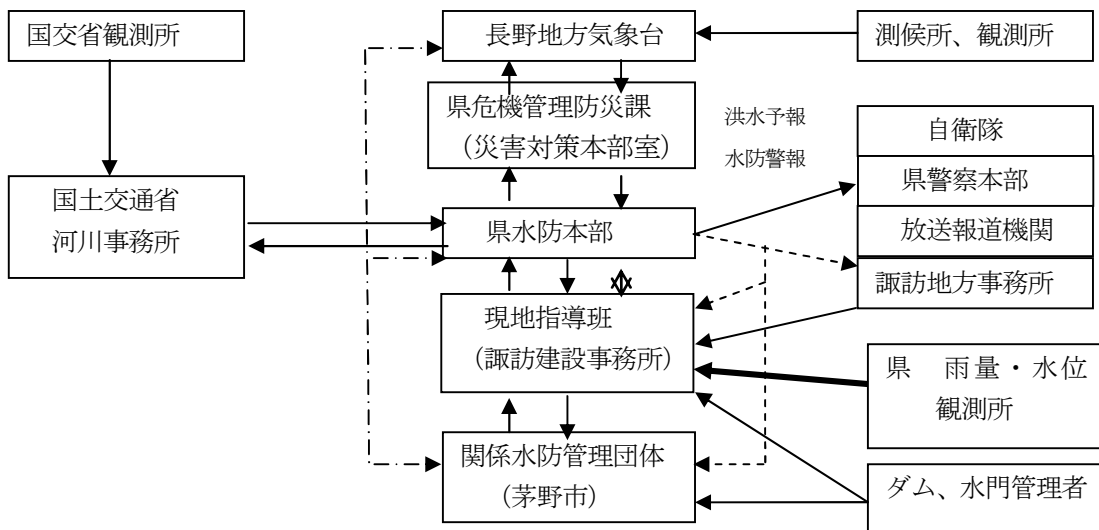 国交省観測所
長野地方気象台
測候所、観測所
県危機管理防災課
（災害対策本部室）
洪水予報
水防警報
自衛隊
県警察本部
放送報道機関
諏訪地方事務所
国土交通省
河川事務所
県水防本部
現地指導班
（諏訪建設事務所）
県　雨量・水位
観測所
関係水防管理団体
（茅野市）
ダム、水門管理者